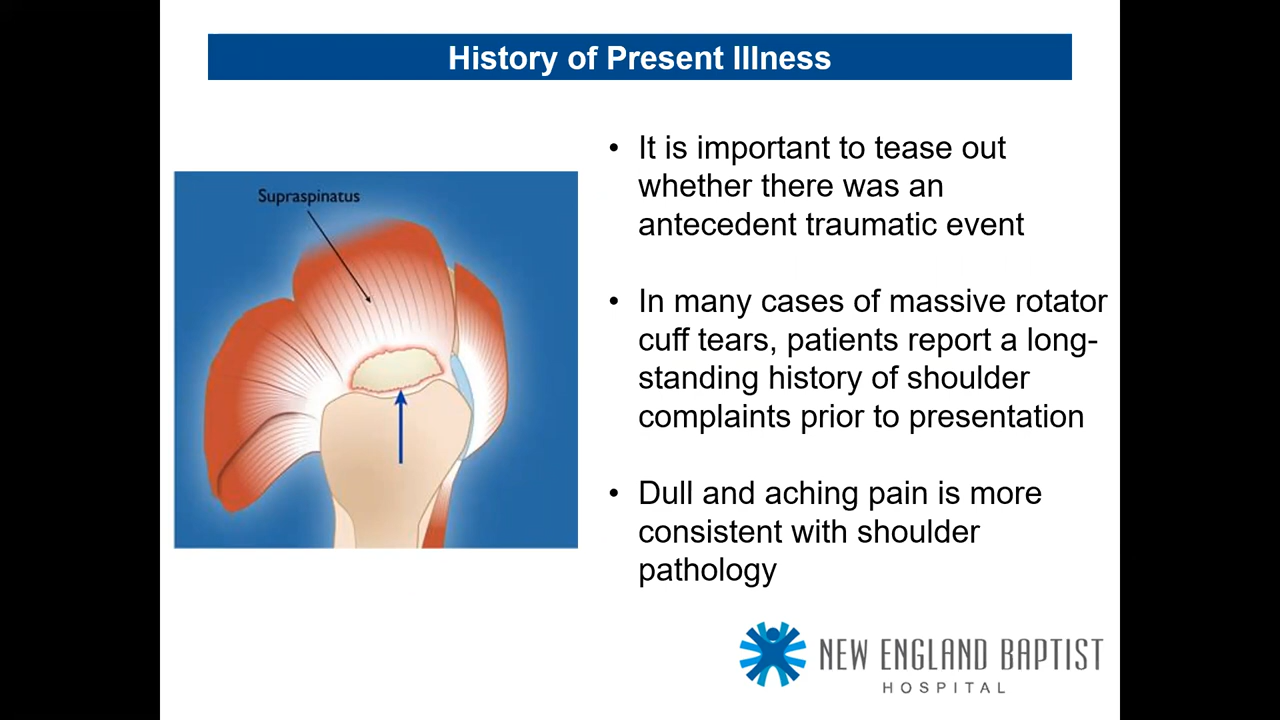 History of Present Illness
Supraspinatus
• It is important to tease out
whether there was an
antecedent traumatic event
• In many cases of massive rotator
cuff tears, patients report a long-
standing history of shoulder
complaints prior to presentation
• Dull and aching pain is more
consistent with shoulder
pathology
NEW ENGLAND BAPTIST
HOSPITAL